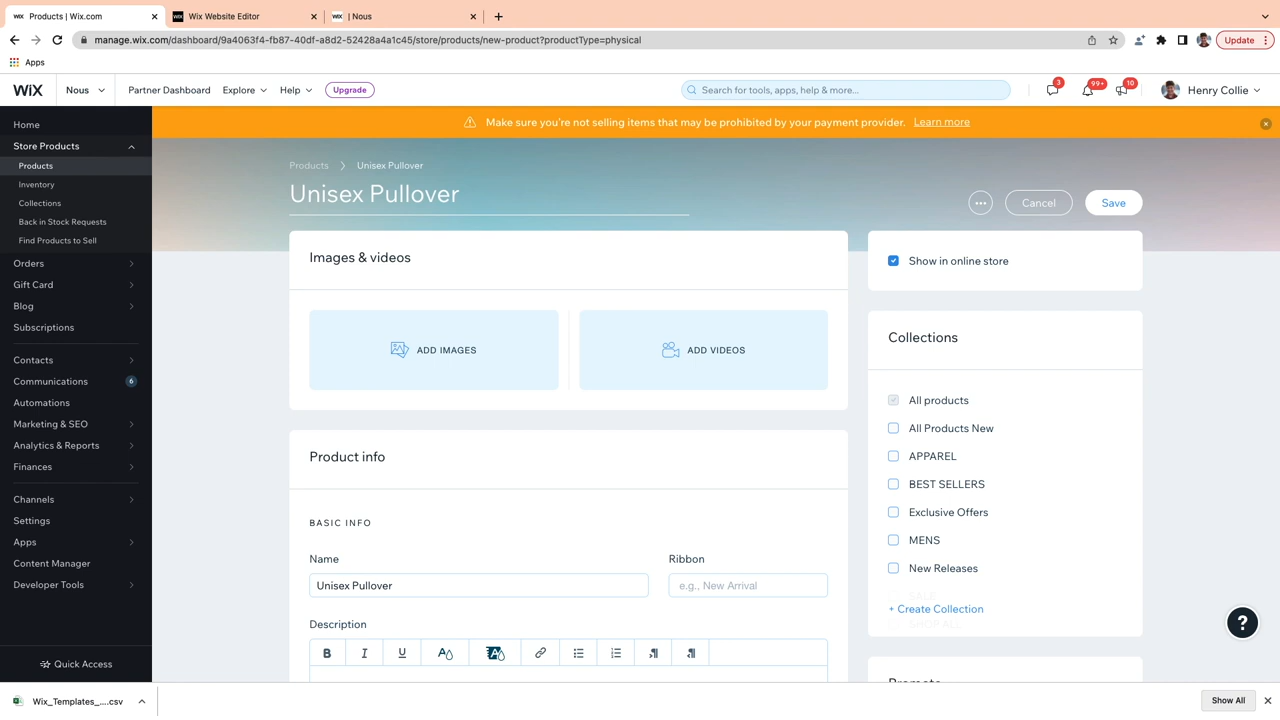 Products | Wix.com
Wix Website Editor
| Nous
manage.wix.com/dashboard/9a4063f4-fb87-40df-a8d2-52428a4a1c45/store/products/new-product?productType=physical
Update
Apps
WiX
Nous
Partner Dashboard
Explore
Help
Upgrade
Search for tools, apps, help & more...
3
99+
10
Henry Collie
Make sure you're not selling items that may be prohibited by your payment provider. Learn more
Home
Store Products
Products
Inventory
Collections
Back in Stock Requests
Find Products to Sell
Orders
Gift Card
Blog
Subscriptions
Contacts
Communications
6
Automations
Marketing & SEO
Analytics & Reports
Finances
Channels
Settings
Apps
Content Manager
Developer Tools
Quick Access
Products > Unisex Pullover
Unisex Pullover
Cancel
Save
Images & videos
ADD IMAGES
ADD VIDEOS
Product info
BASIC INFO
Name
Ribbon
Unisex Pullover
e.g., New Arrival
Description
B I U
Show in online store
Collections
All products
All Products New
APPAREL
BEST SELLERS
Exclusive Offers
MENS
New Releases
SALE
+ Create Collection
SHOP ALL
Promote
?
Wix_Templates_....csv
Show All